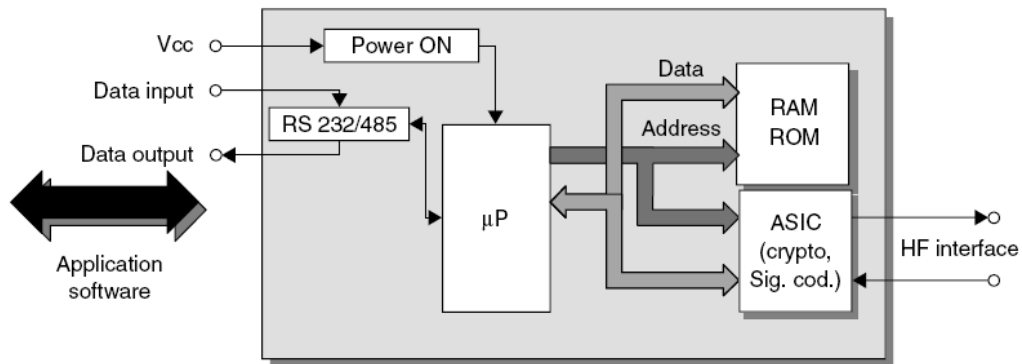 Vcc
Power ON
Data input
RS 232/485
Data output
Application
software
μP
Data
Address
RAM
ROM
ASIC
(crypto,
Sig. cod.)
HF interface